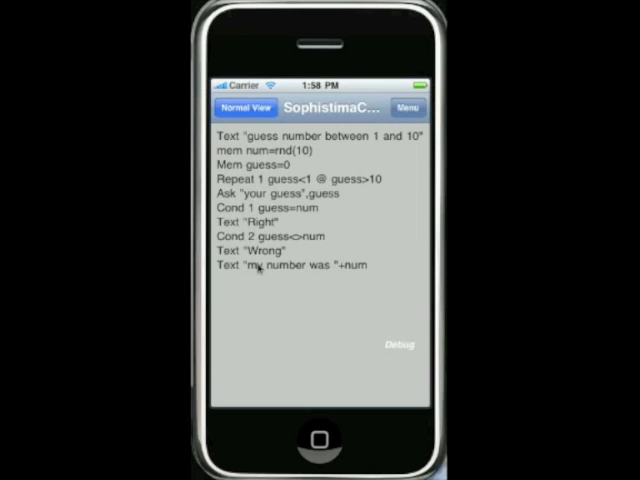 Carrier 1:58 PM
Normal View SophistimaC... Menu
Text "guess number between 1 and 10"
mem num=rnd(10)
Mem guess=0
Repeat 1 guess<1 @ guess>10
Ask "your guess",guess
Cond 1 guess=num
Text "Right"
Cond 2 guess<>num
Text "Wrong"
Text "my number was "+num
Debug